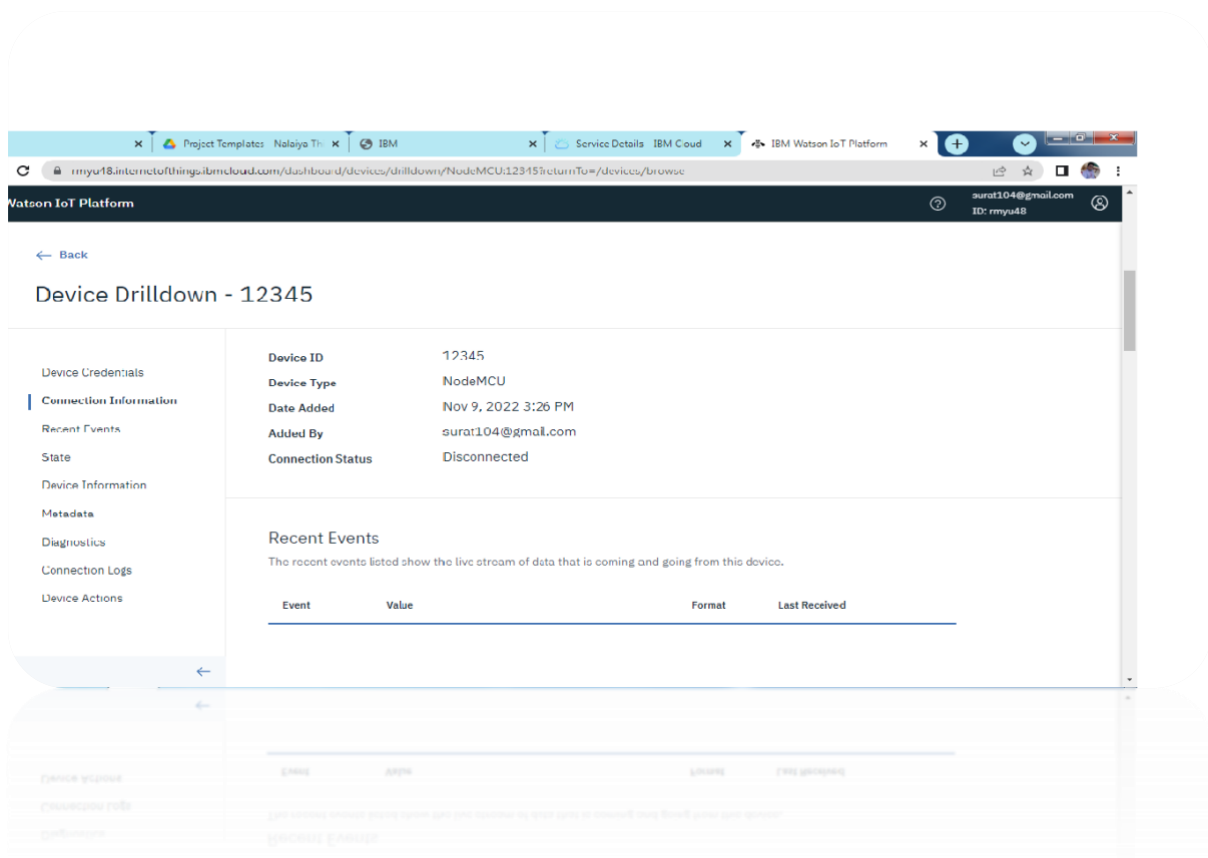 Project Templates Nalaiya Th
IBM
Service Details IBM Cloud
IBM Watson IoT Platform
rmyu48.internetofthings.ibmcloud.com/dashboard/devices/drilldown/NodeMCU:12345?returnTo=/devices/browse
Watson IoT Platform
surat104@gmail.com
ID: rmyu48
← Back
Device Drilldown - 12345
Device Credentials
Connection Information
Recent Events
State
Device Information
Metadata
Diagnostics
Connection Logs
Device Actions
Device ID 12345
Device Type NodeMCU
Date Added Nov 9, 2022 3:26 PM
Added By surat104@gmail.com
Connection Status Disconnected
Recent Events
The recent events listed show the live stream of data that is coming and going from this device.
Event Value Format Last Received